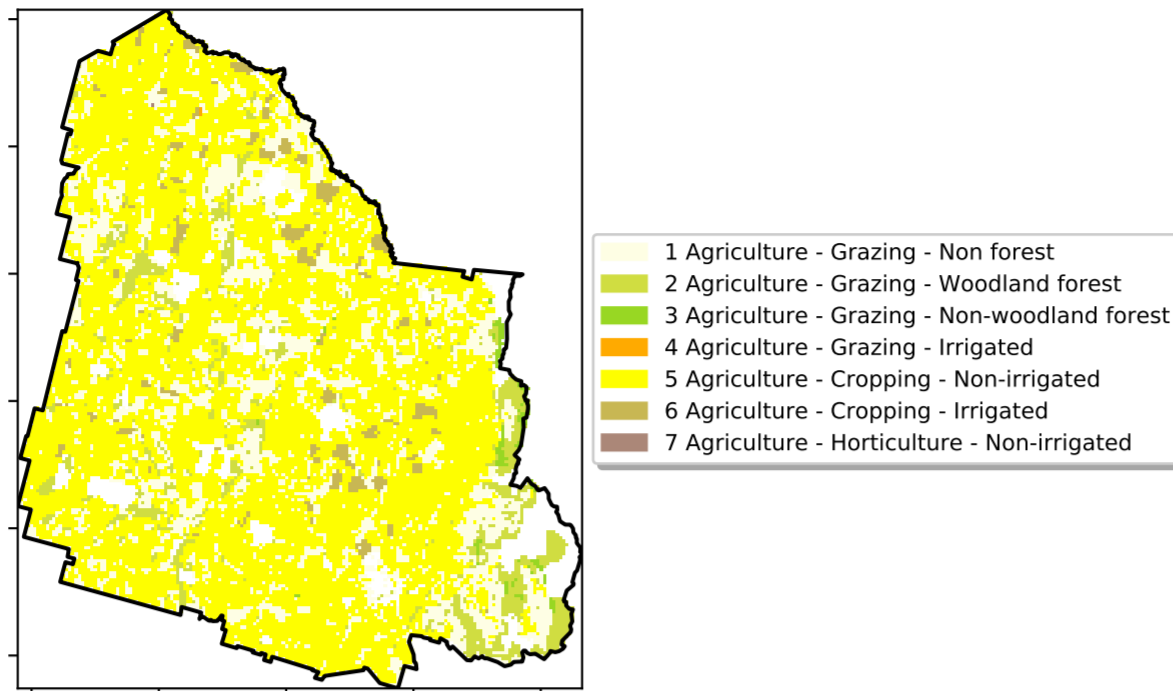 1 Agriculture - Grazing - Non forest
2 Agriculture - Grazing - Woodland forest
3 Agriculture - Grazing - Non-woodland forest
4 Agriculture - Grazing - Irrigated
5 Agriculture - Cropping - Non-irrigated
6 Agriculture - Cropping - Irrigated
7 Agriculture - Horticulture - Non-irrigated